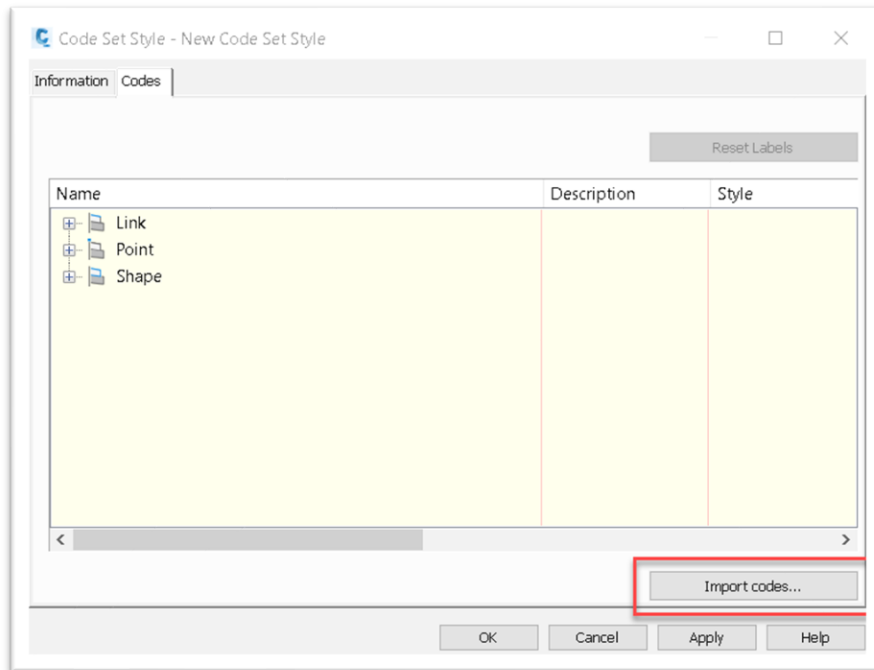 Code Set Style - New Code Set Style
Information Codes
Reset Labels
Name Description Style
Link
Point
Shape
Import codes...
OK Cancel Apply Help